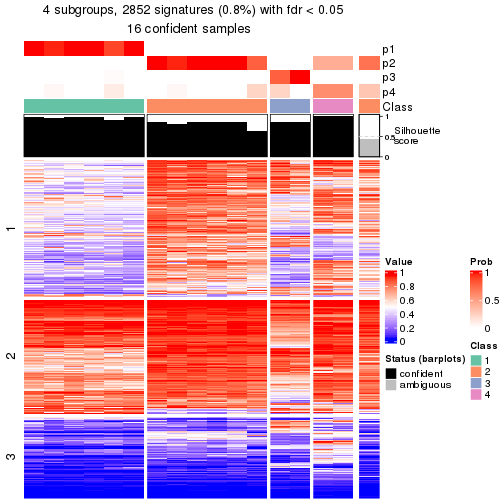 4 subgroups, 2852 signatures (0.8%) with fdr < 0.05
16 confident samples
p1
p2
p3
p4
Class
1
0.5
0
Silhouette
score
1
2
3
Value
1
0.8
0.6
0.4
0.2
0
Prob
1
0.5
0
Status (barplots)
confident
ambiguous
Class
1
2
3
4